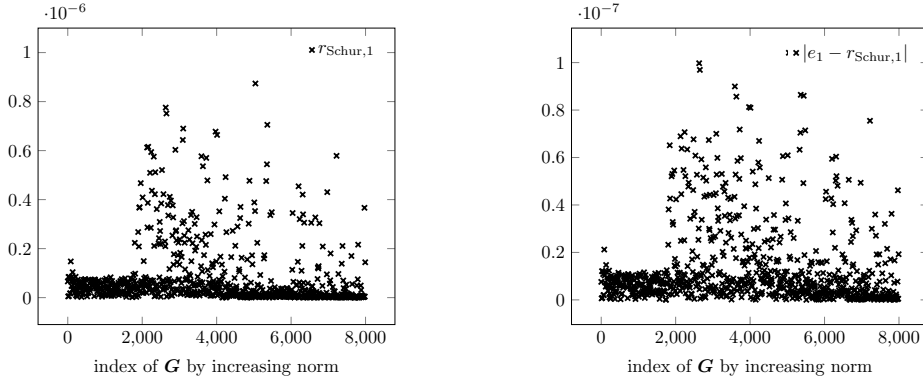 ·10^−6
1
0.8
0.6
0.4
0.2
0
0 2,000 4,000 6,000 8,000
index of G by increasing norm
r_Schur,1
·10^−7
1
0.8
0.6
0.4
0.2
0
0 2,000 4,000 6,000 8,000
index of G by increasing norm
|e_1 − r_Schur,1|